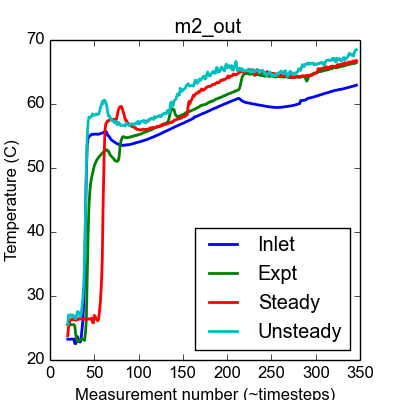 m2_out
70
60
50
40
30
20
Temperature (C)
Inlet
Expt
Steady
Unsteady
0 50 100 150 200 250 300 350
Measurement number (~timesteps)